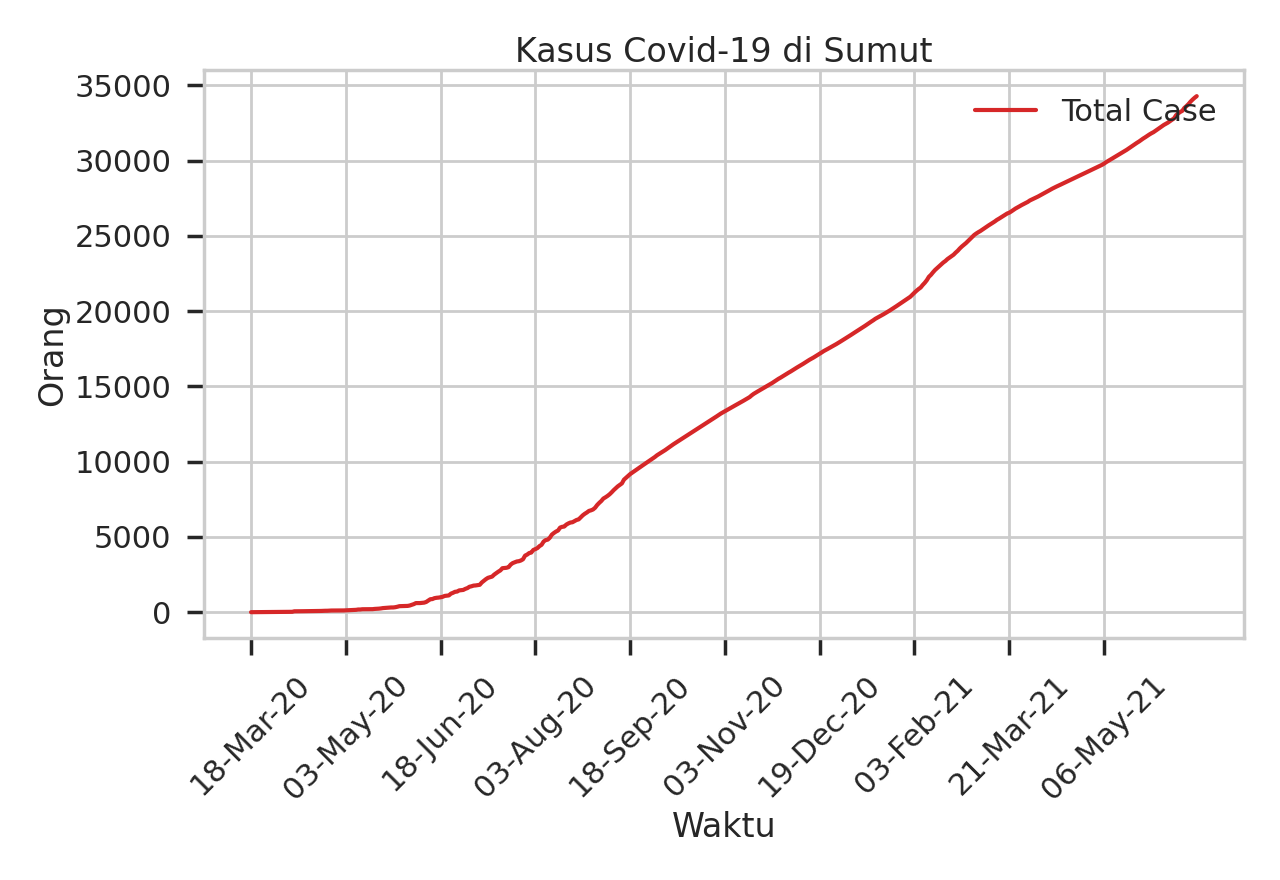 Kasus Covid-19 di Sumut
Total Case
35000
30000
25000
20000
15000
10000
5000
0
Orang
18-Mar-20
03-May-20
18-Jun-20
03-Aug-20
18-Sep-20
03-Nov-20
19-Dec-20
03-Feb-21
21-Mar-21
06-May-21
Waktu